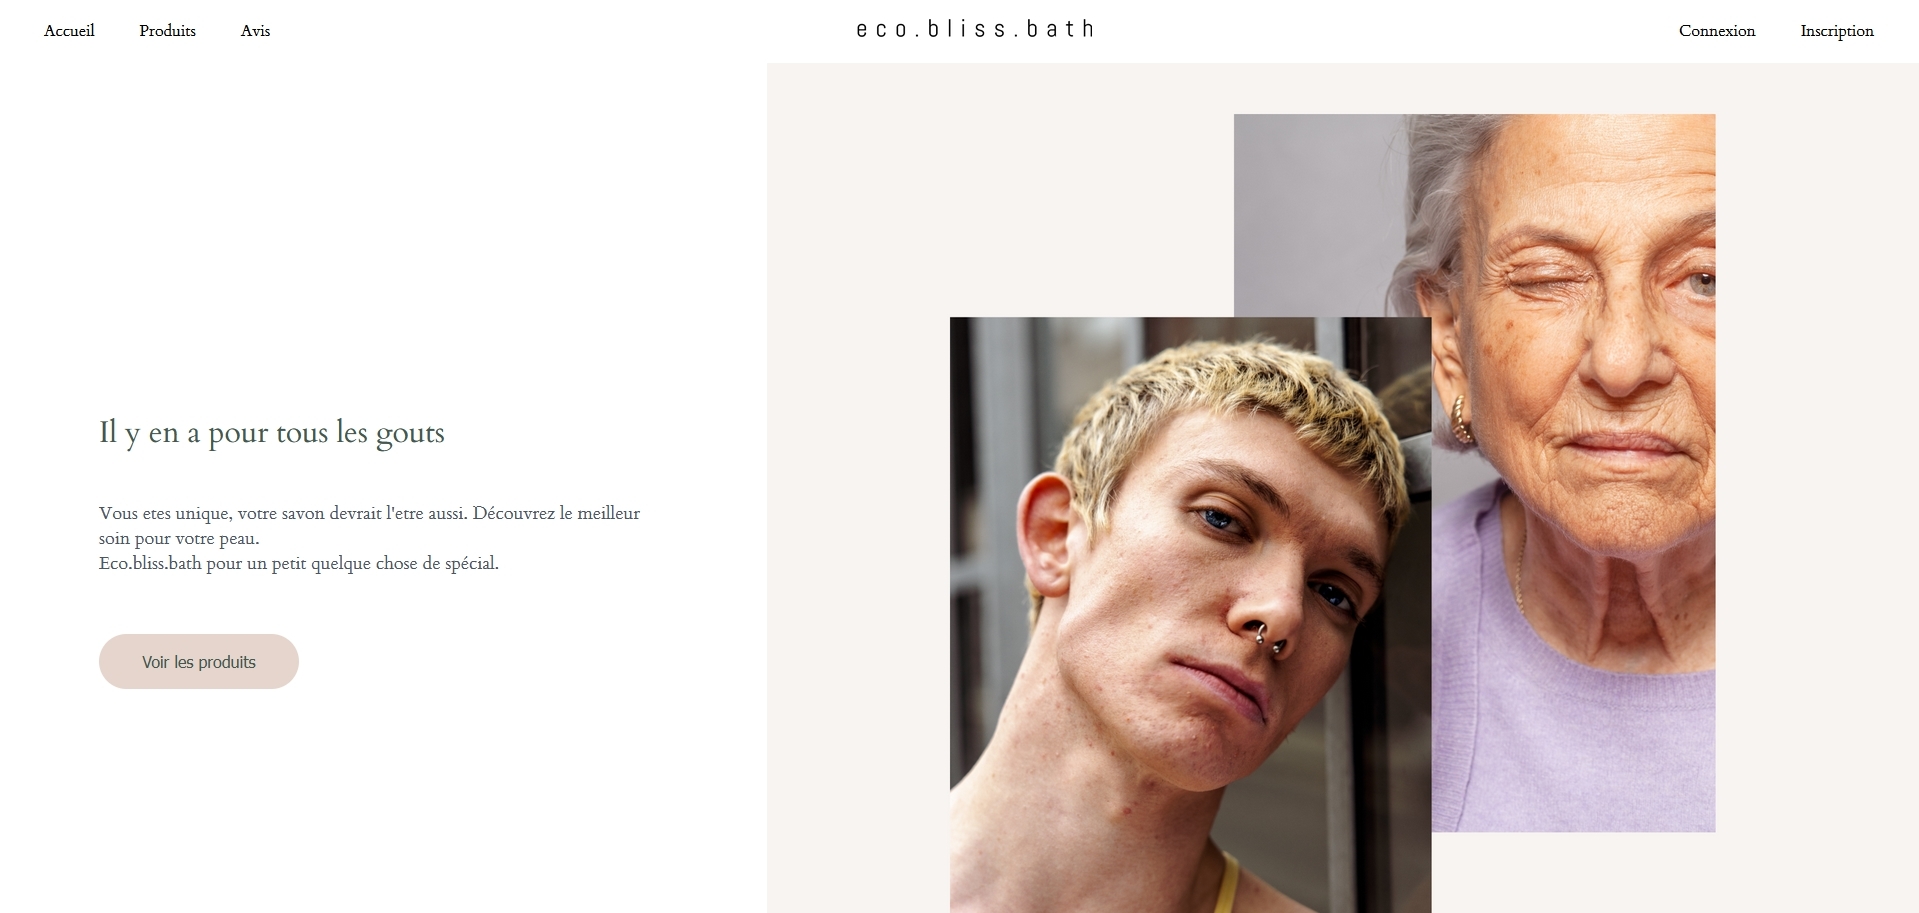 Accueil Produits Avis eco.bliss.bath Connexion Inscription
Il y en a pour tous les gouts
Vous etes unique, votre savon devrait l'etre aussi. Découvrez le meilleur
soin pour votre peau.
Eco.bliss.bath pour un petit quelque chose de spécial.
Voir les produits